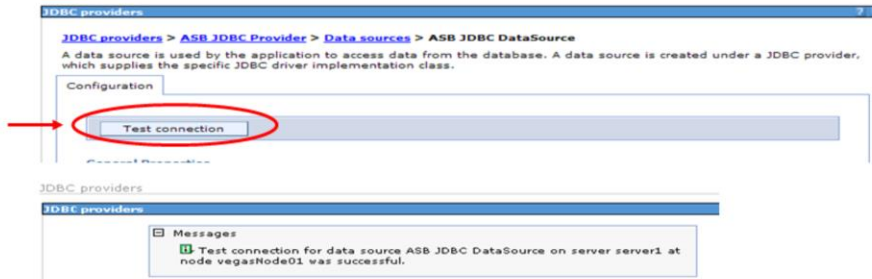 JDBC providers ?
JDBC providers > ASB JDBC Provider > Data sources > ASB JDBC DataSource
A data source is used by the application to access data from the database. A data source is created under a JDBC provider,
which supplies the specific JDBC driver implementation class.
Configuration
Test connection
General Properties
JDBC providers
JDBC providers
Messages
Test connection for data source ASB JDBC DataSource on server server1 at
node vegasNode01 was successful.